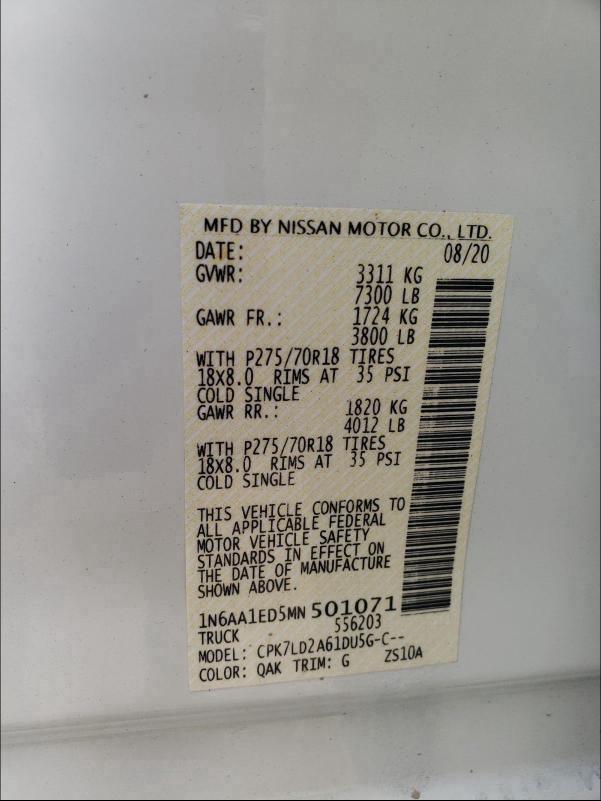 MFD BY NISSAN MOTOR CO., LTD.
DATE: 08/20
GVWR: 3311 KG
7300 LB
GAWR FR.: 1724 KG
3800 LB
WITH P275/70R18 TIRES
18X8.0 RIMS AT 35 PSI
COLD SINGLE
GAWR RR.: 1820 KG
4012 LB
WITH P275/70R18 TIRES
18X8.0 RIMS AT 35 PSI
COLD SINGLE
THIS VEHICLE CONFORMS TO
ALL APPLICABLE FEDERAL
MOTOR VEHICLE SAFETY
STANDARDS IN EFFECT ON
THE DATE OF MANUFACTURE
SHOWN ABOVE.
1N6AA1ED5MN 501071
TRUCK 556203
MODEL: CPK7LD2A61DU5G-C--
COLOR: QAK TRIM: G ZS10A